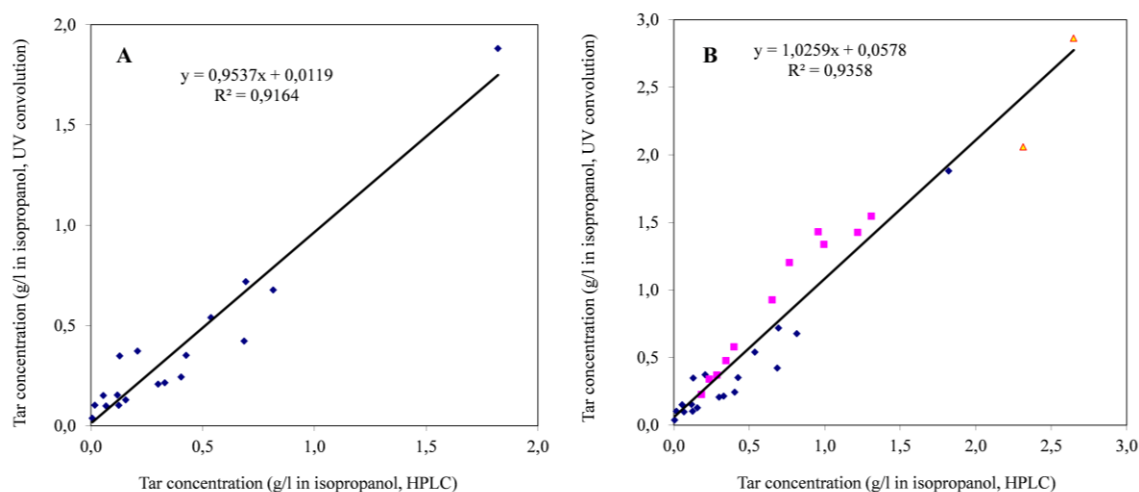 A
y = 0,9537x + 0,0119
R² = 0,9164
Tar concentration (g/l in isopropanol, UV convolution)
2,0
1,5
1,0
0,5
0,0
0,0
0,5
1,0
1,5
2,0
Tar concentration (g/l in isopropanol, HPLC)
B
y = 1,0259x + 0,0578
R² = 0,9358
Tar concentration (g/l in isopropanol, UV convolution)
3,0
2,5
2,0
1,5
1,0
0,5
0,0
0,0
0,5
1,0
1,5
2,0
2,5
3,0
Tar concentration (g/l in isopropanol, HPLC)